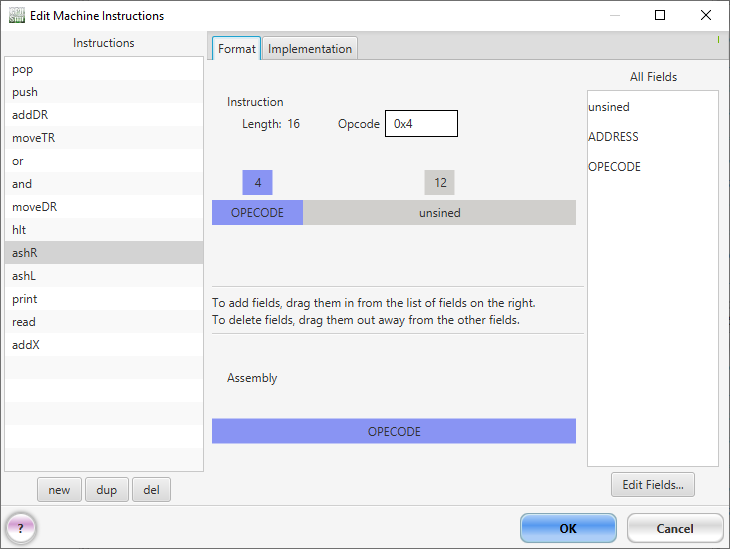 Edit Machine Instructions
Instructions
pop
push
addDR
moveTR
or
and
moveDR
hlt
ashR
ashL
print
read
addX
new dup del
Format Implementation
Instruction
Length: 16 Opcode 0x4
4 12
OPECODE unsined
To add fields, drag them in from the list of fields on the right.
To delete fields, drag them out away from the other fields.
Assembly
OPECODE
All Fields
unsined
ADDRESS
OPECODE
Edit Fields...
? OK Cancel